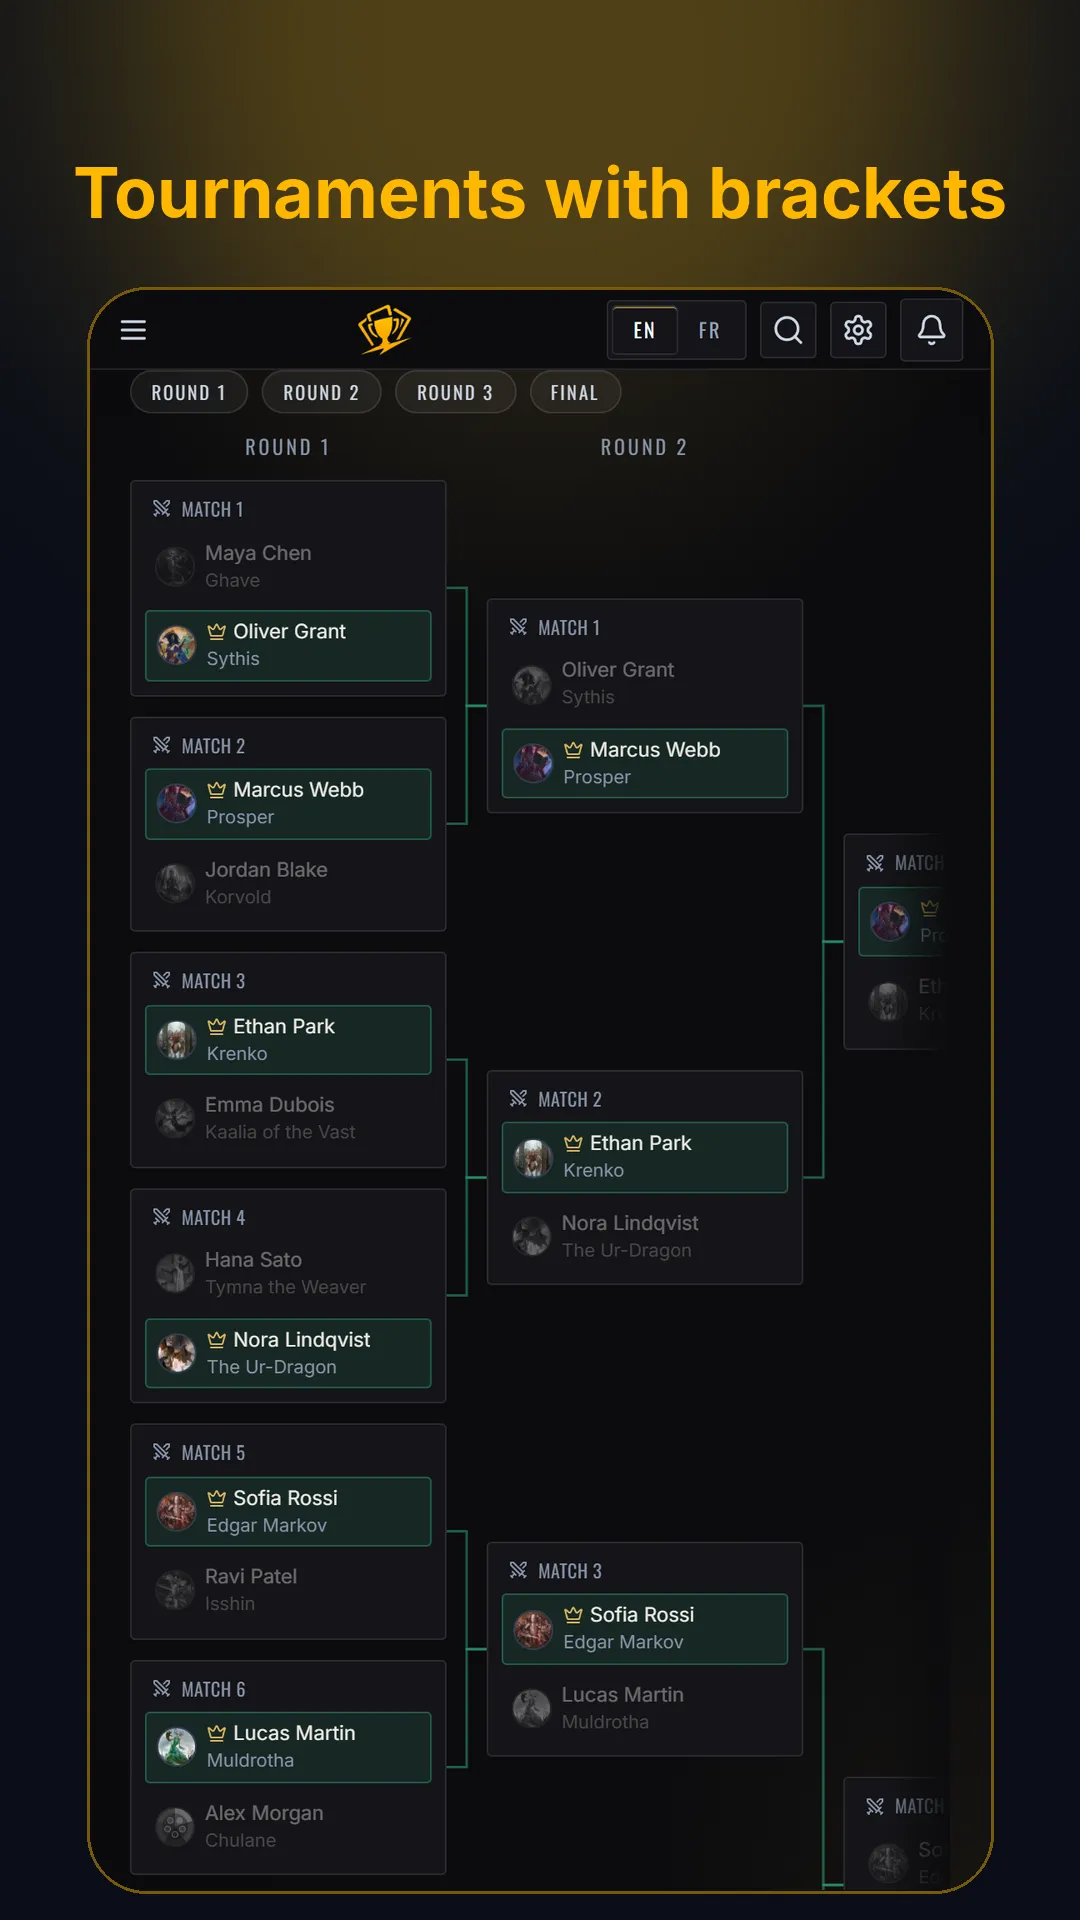 Tournaments with brackets
EN FR
ROUND 1 ROUND 2 ROUND 3 FINAL
ROUND 1
MATCH 1
Maya Chen
Ghave
Oliver Grant
Sythis
MATCH 2
Marcus Webb
Prosper
Jordan Blake
Korvold
MATCH 3
Ethan Park
Krenko
Emma Dubois
Kaalia of the Vast
MATCH 4
Hana Sato
Tymna the Weaver
Nora Lindqvist
The Ur-Dragon
MATCH 5
Sofia Rossi
Edgar Markov
Ravi Patel
Isshin
MATCH 6
Lucas Martin
Muldrotha
Alex Morgan
Chulane
ROUND 2
MATCH 1
Oliver Grant
Sythis
Marcus Webb
Prosper
MATCH 2
Ethan Park
Krenko
Nora Lindqvist
The Ur-Dragon
MATCH 3
Sofia Rossi
Edgar Markov
Lucas Martin
Muldrotha
MATCH
MATCH